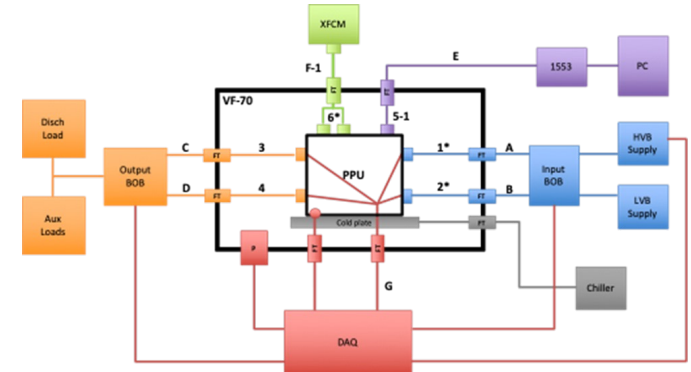 XFCM
F-1
E
1553
PC
FT
FT
VF-70
6*
5-1
Disch
Load
Aux
Loads
Output
BOB
C
FT
3
D
FT
4
PPU
1*
FT
A
2*
FT
B
Input
BOB
HVB
Supply
LVB
Supply
Cold plate
FT
P
FT
FT
G
Chiller
DAQ